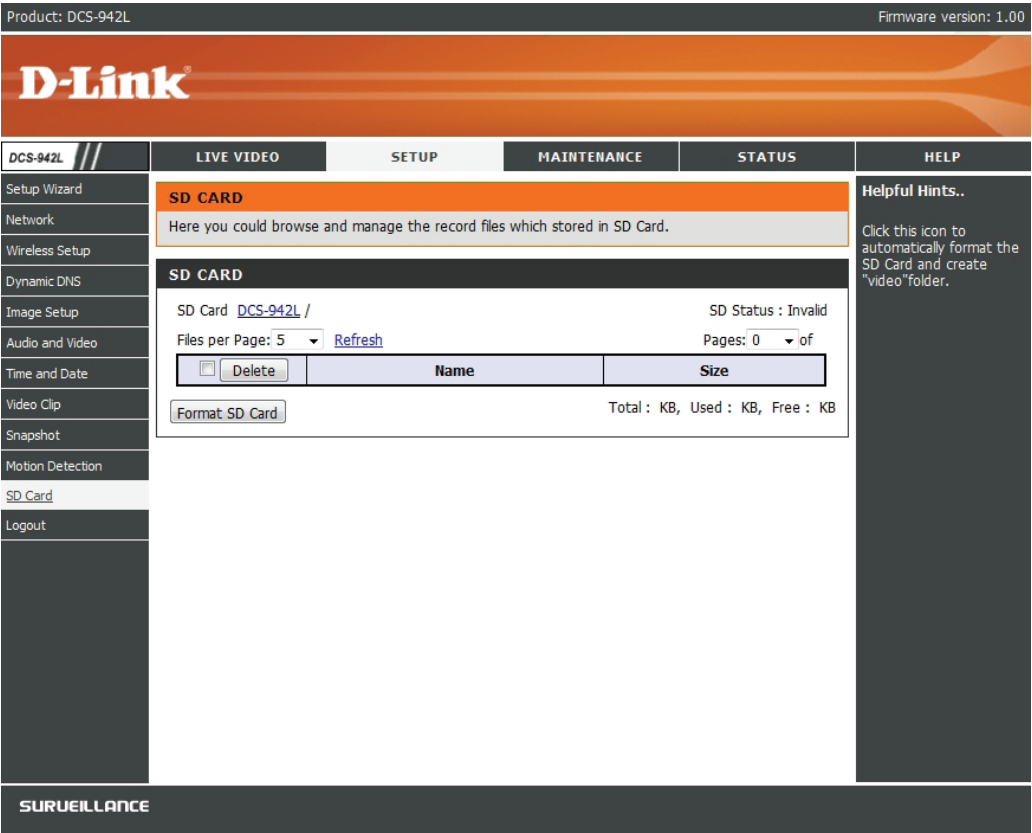 Product: DCS-942L Firmware version: 1.00
D-Link®
DCS-942L // LIVE VIDEO SETUP MAINTENANCE STATUS HELP
Setup Wizard
Network
Wireless Setup
Dynamic DNS
Image Setup
Audio and Video
Time and Date
Video Clip
Snapshot
Motion Detection
SD Card
Logout
SD CARD
Here you could browse and manage the record files which stored in SD Card.
SD CARD
SD Card DCS-942L / SD Status : Invalid
Files per Page: 5 Refresh Pages: 0 of
Delete Name Size
Format SD Card Total : KB, Used : KB, Free : KB
Helpful Hints..
Click this icon to
automatically format the
SD Card and create
"video"folder.
SURVEILLANCE